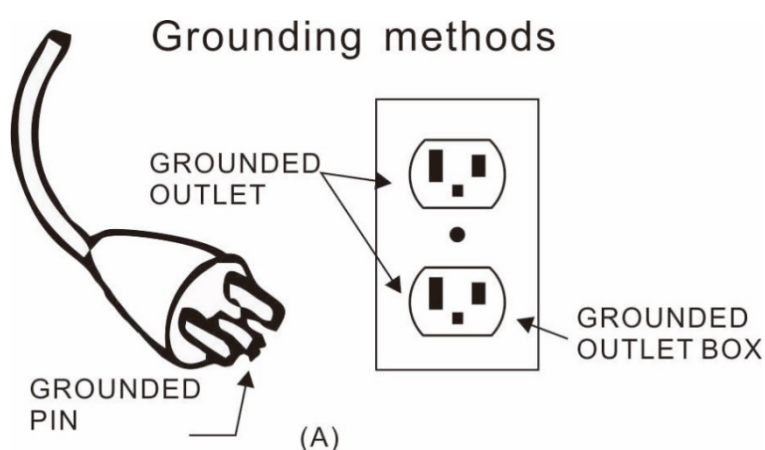 Grounding methods
GROUNDED
OUTLET
GROUNDED
OUTLET BOX
GROUNDED
PIN
(A)